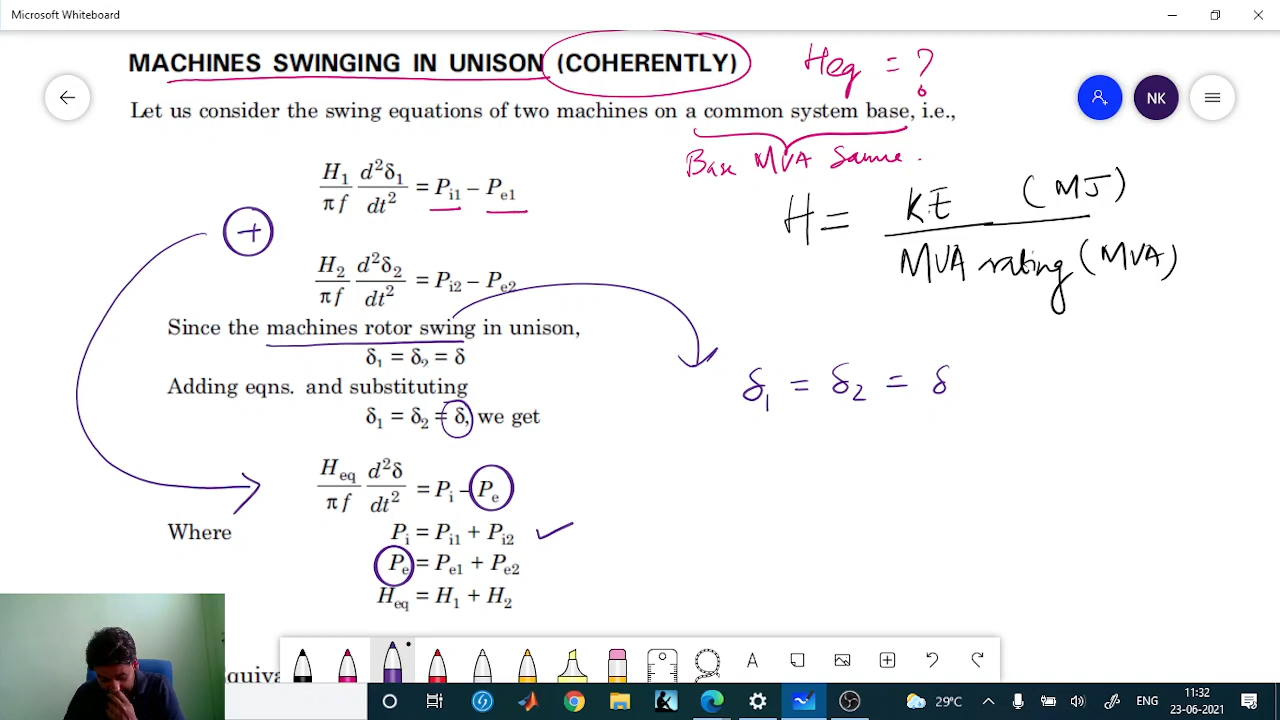 Microsoft Whiteboard
MACHINES SWINGING IN UNISON (COHERENTLY)
Heq = ?
NK
Let us consider the swing equations of two machines on a common system base, i.e.,
Base MVA Same.
H₁/πf d²δ₁/dt² = Pᵢ₁ – Pₑ₁
H = KE (MJ) / MVA rating (MVA)
+
H₂/πf d²δ₂/dt² = Pᵢ₂ – Pₑ₂
Since the machines rotor swing in unison,
δ₁ = δ₂ = δ
δ₁ = δ₂ = δ
Adding eqns. and substituting
δ₁ = δ₂ = δ, we get
H_eq/πf d²δ/dt² = Pᵢ – Pₑ
Where Pᵢ = Pᵢ₁ + Pᵢ₂
Pₑ = Pₑ₁ + Pₑ₂
H_eq = H₁ + H₂
A
equiva
29°C
ENG
11:32
23-06-2021